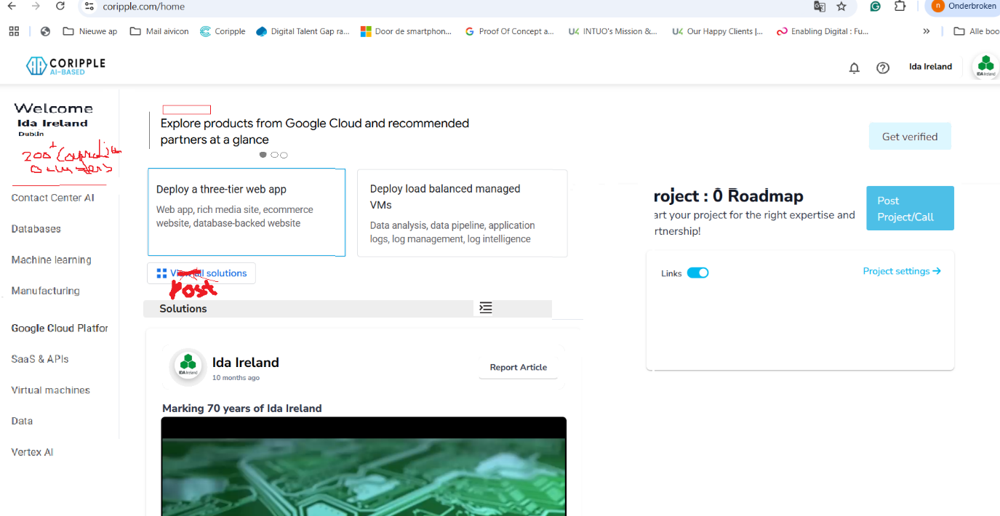 coripple.com/home
Onderbroken
Nieuwe ap
Mail aivicon
Coripple
Digital Talent Gap ra...
Door de smartphon...
Proof Of Concept a...
INTUO's Mission &...
Our Happy Clients |...
Enabling Digital : Fu...
Alle boo
CORIPPLE
AI-BASED
Ida Ireland
IDA Ireland
Welcome
Ida Ireland
Dublin
200+
Contact Center AI
Databases
Machine learning
Manufacturing
Google Cloud Platfor
SaaS & APIs
Virtual machines
Data
Vertex AI
Explore products from Google Cloud and recommended
partners at a glance
Deploy a three-tier web app
Web app, rich media site, ecommerce
website, database-backed website
Deploy load balanced managed
VMs
Data analysis, data pipeline, application
logs, log management, log intelligence
View all solutions
Post
Solutions
IDA Ireland
Ida Ireland
10 months ago
Report Article
Marking 70 years of Ida Ireland
Get verified
roject : 0 Roadmap
art your project for the right expertise and
rtnership!
Post
Project/Call
Links
Project settings →